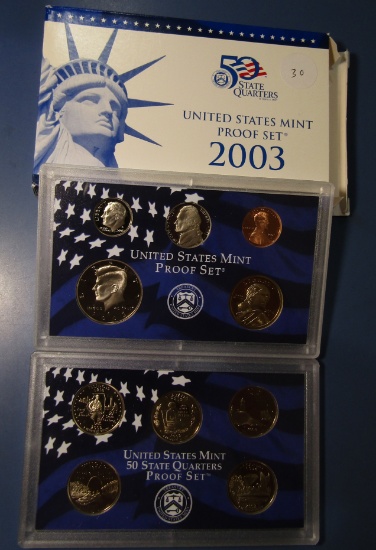 50
STATE
QUARTERS
30
UNITED STATES MINT
PROOF SET
2003
UNITED STATES MINT
PROOF SET
UNITED STATES MINT
50 STATE QUARTERS
PROOF SET™